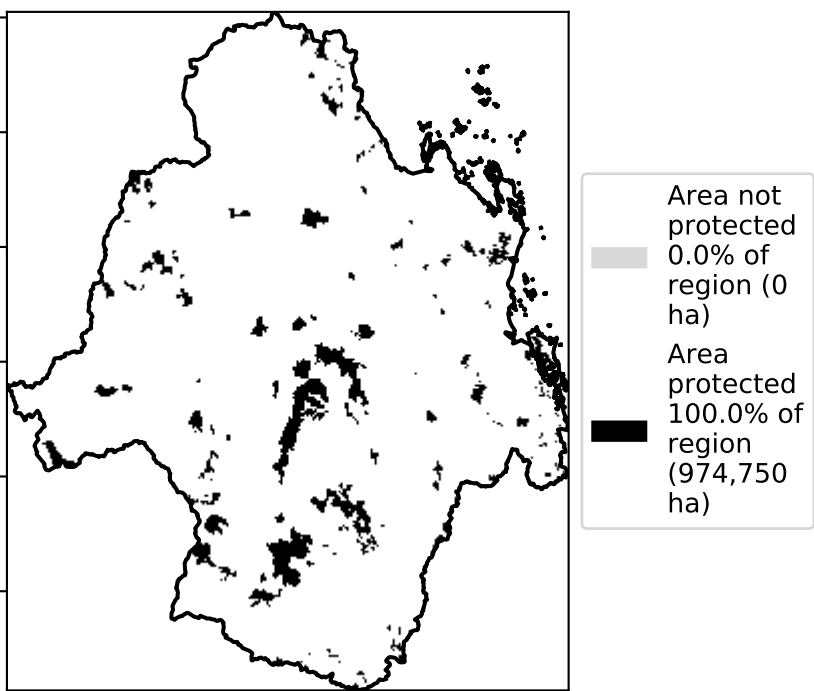 Area not
protected
0.0% of
region (0
ha)
Area
protected
100.0% of
region
(974,750
ha)